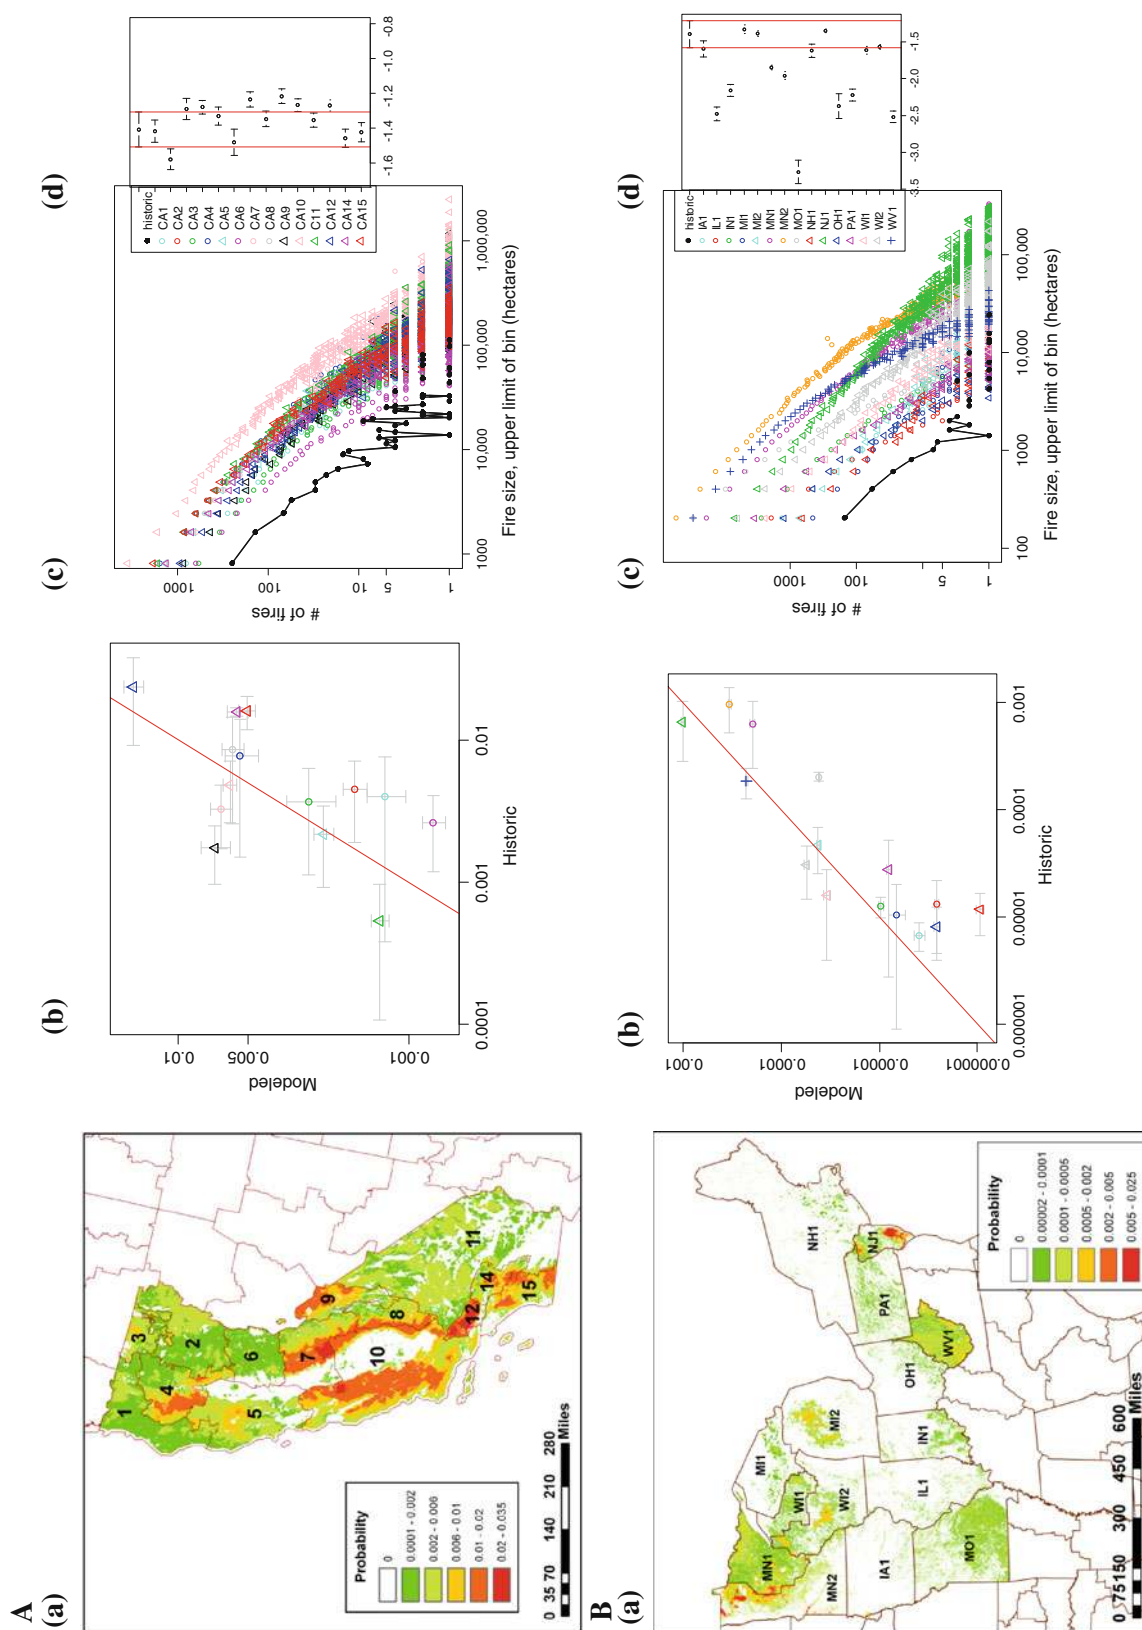 A
(a)
1
2
3
4
5
6
7
8
9
10
11
12
14
15
Probability
0
0.0001 - 0.002
0.002 - 0.006
0.006 - 0.01
0.01 - 0.02
0.02 - 0.035
0 35 70 140 210 280
Miles
(b)
Modeled
0.01
0.005
0.001
0.0001
0.001
0.01
Historic
(c)
# of fires
1000
100
10
5
1
1000
10,000
100,000
1,000,000
Fire size, upper limit of bin (hectares)
historic
CA1
CA2
CA3
CA4
CA5
CA6
CA7
CA8
CA9
CA10
C11
CA12
CA14
CA15
(d)
-1.6
-1.4
-1.2
-1.0
-0.8
B
(a)
MN1
MN2
WI1
WI2
MI1
MI2
IA1
IL1
IN1
OH1
MO1
WV1
PA1
NJ1
NH1
Probability
0
0.00002 - 0.0001
0.0001 - 0.0005
0.0005 - 0.002
0.002 - 0.005
0.005 - 0.025
0 75 150 300 450 600
Miles
(b)
Modeled
0.001
0.0001
0.00001
0.000001
0.000001
0.00001
0.0001
0.001
Historic
(c)
# of fires
1000
100
5
1
100
1000
10,000
100,000
Fire size, upper limit of bin (hectares)
historic
IA1
IL1
IN1
MI1
MI2
MN1
MN2
MO1
NH1
NJ1
OH1
PA1
WI1
WI2
WV1
(d)
-3.5
-3.0
-2.5
-2.0
-1.5